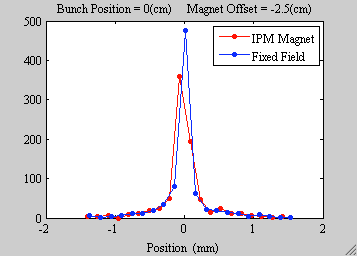 Bunch Position = 0(cm) Magnet Offset = -2.5(cm)
500
400
300
200
100
0
IPM Magnet
Fixed Field
-2 -1 0 1 2
Position (mm)